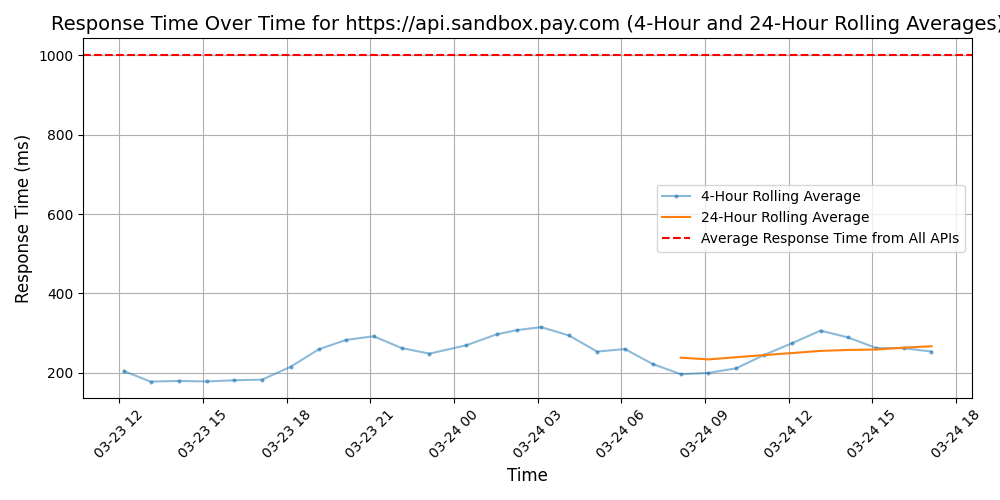 Response Time Over Time for https://api.sandbox.pay.com (4-Hour and 24-Hour Rolling Averages)
Response Time (ms)
1000
800
600
400
200
4-Hour Rolling Average
24-Hour Rolling Average
Average Response Time from All APIs
03-23 12
03-23 15
03-23 18
03-23 21
03-24 00
03-24 03
03-24 06
03-24 09
03-24 12
03-24 15
03-24 18
Time